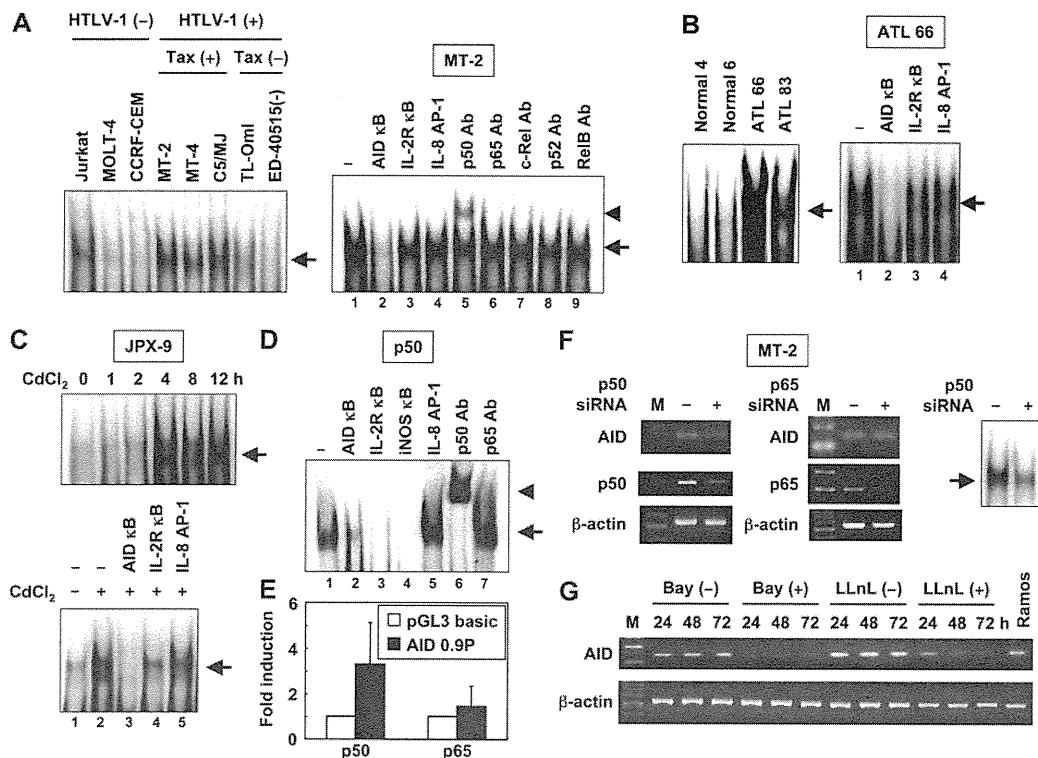 A
HTLV-1 (−) HTLV-1 (+)
Tax (+) Tax (−)
Jurkat MOLT-4 CCRF-CEM MT-2 MT-4 C5/MJ TL-OmI ED-40515(-)
MT-2
− AID κB IL-2R κB IL-8 AP-1 p50 Ab p65 Ab c-Rel Ab p52 Ab RelB Ab
1 2 3 4 5 6 7 8 9
B
Normal 4 Normal 6 ATL 66 ATL 83
ATL 66
− AID κB IL-2R κB IL-8 AP-1
1 2 3 4
C
JPX-9
CdCl2 0 1 2 4 8 12 h
AID κB IL-2R κB IL-8 AP-1
− − 
CdCl2 − + + + +
1 2 3 4 5
D
p50
− AID κB IL-2R κB iNOS κB IL-8 AP-1 p50 Ab p65 Ab
1 2 3 4 5 6 7
E
Fold induction
6
4
2
0
pGL3 basic
AID 0.9P
p50 p65
F
MT-2
p50
siRNA M − +
AID
p50
β-actin
p65
siRNA M − +
AID
p65
β-actin
p50
siRNA − +
G
Bay (−) Bay (+) LLnL (−) LLnL (+)
M 24 48 72 24 48 72 24 48 72 24 48 72 h Ramos
AID
β-actin